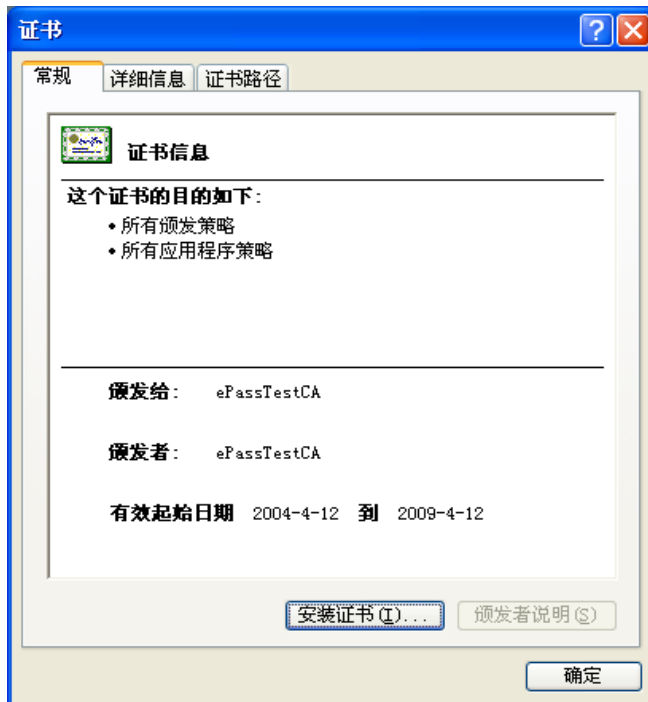 证书
常规 详细信息 证书路径
证书信息
这个证书的目的如下:
•所有颁发策略
•所有应用程序策略
颁发给: ePassTestCA
颁发者: ePassTestCA
有效起始日期 2004-4-12 到 2009-4-12
安装证书(I)... 颁发者说明(S)
确定